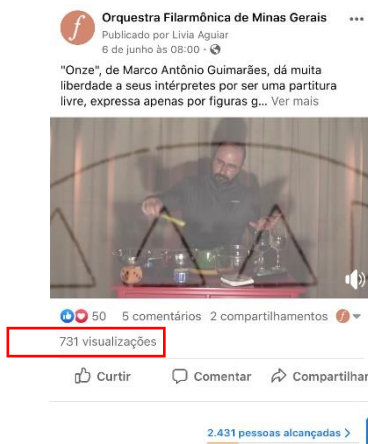 Orquestra Filarmônica de Minas Gerais
Publicado por Livia Aguiar
6 de junho às 08:00
"Onze", de Marco Antônio Guimarães, dá muita
liberdade a seus intérpretes por ser uma partitura
livre, expressa apenas por figuras g... Ver mais
50 5 comentários 2 compartilhamentos
731 visualizações
Curtir Comentar Compartilhar
2.431 pessoas alcançadas >